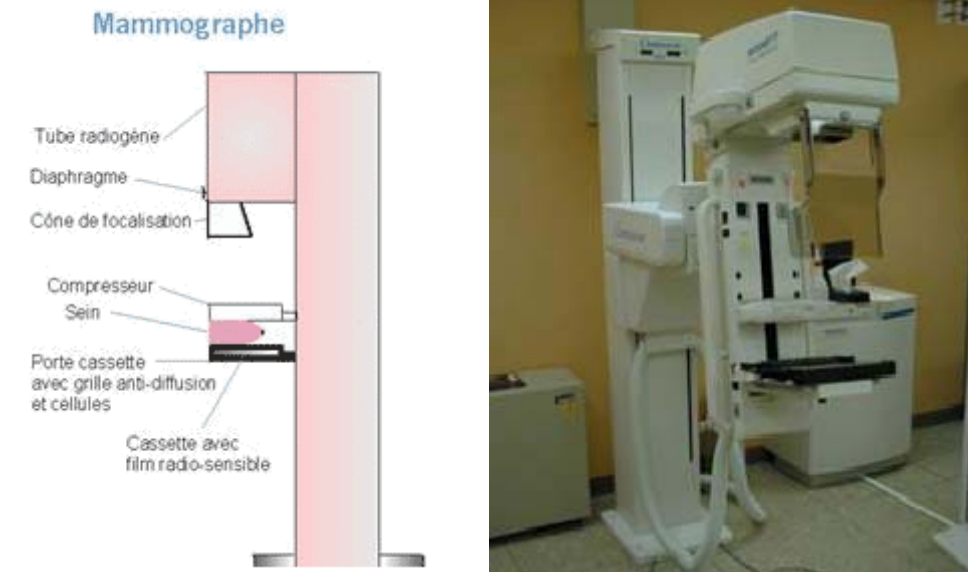 Mammographe
Tube radiogène
Diaphragme
Cône de focalisation
Compresseur
Sein
Porte cassette
avec grille anti-diffusion
et cellules
Cassette avec
film radio-sensible